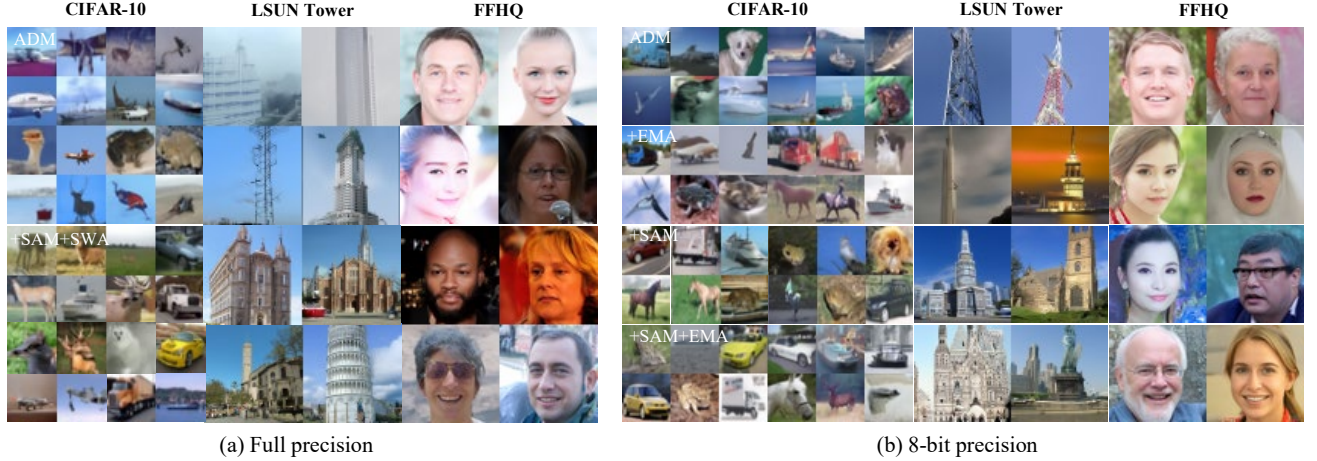 CIFAR-10 LSUN Tower FFHQ
ADM
+SAM+SWA
(a) Full precision
CIFAR-10 LSUN Tower FFHQ
ADM
+EMA
+SAM
+SAM+EMA
(b) 8-bit precision